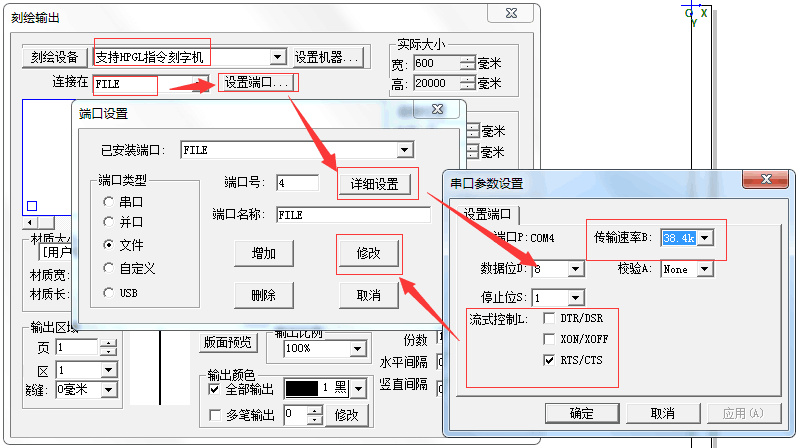 刻绘输出
刻绘设备 支持HPGL指令刻字机 设置机器...
连接在 FILE 设置端口...
实际大小
宽: 600 毫米
高: 20000 毫米
毫米
毫米
端口设置
已安装端口: FILE
端口类型
串口
并口
文件
自定义
USB
端口号: 4 详细设置
端口名称: FILE
增加 修改
删除 取消
材质大小
[用户
材质宽:
材质长:
输出区域
页 1
区 1
接缝: 0毫米
版面预览
输出比例
100%
份数
水平间隔
竖直间隔
输出颜色
全部输出 1 黑
多笔输出 0 修改
串口参数设置
设置端口
端口P:COM4 传输速率B: 38.4k
数据位D: 8 校验A: None
停止位S: 1
流式控制L: DTR/DSR
XON/XOFF
RTS/CTS
确定 取消 应用(A)
X
Y